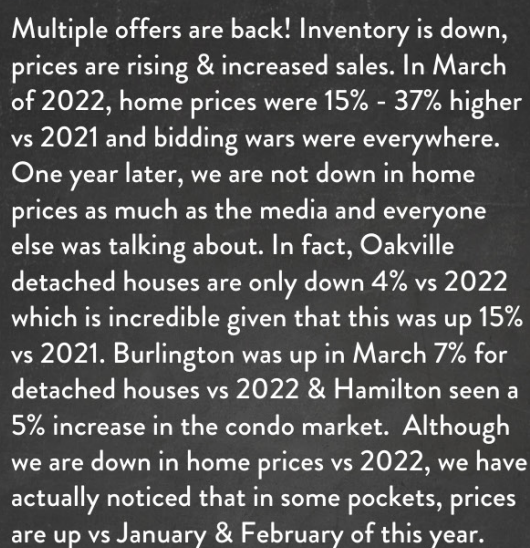 Multiple offers are back! Inventory is down,
prices are rising & increased sales. In March
of 2022, home prices were 15% - 37% higher
vs 2021 and bidding wars were everywhere.
One year later, we are not down in home
prices as much as the media and everyone
else was talking about. In fact, Oakville
detached houses are only down 4% vs 2022
which is incredible given that this was up 15%
vs 2021. Burlington was up in March 7% for
detached houses vs 2022 & Hamilton seen a
5% increase in the condo market.  Although
we are down in home prices vs 2022, we have
actually noticed that in some pockets, prices
are up vs January & February of this year.